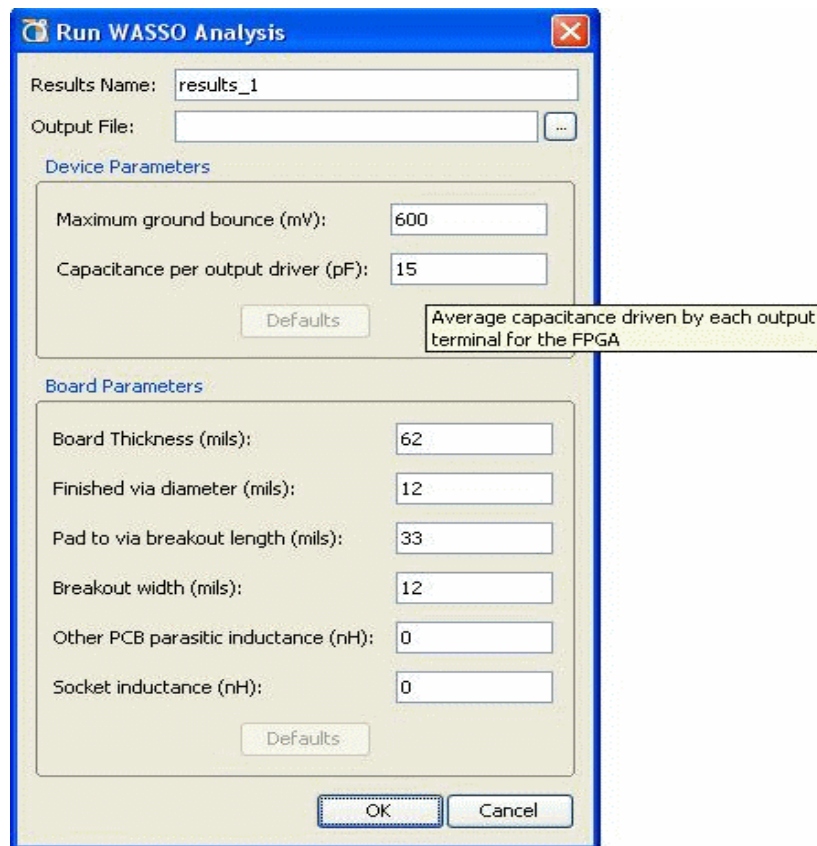 Run WASSO Analysis
Results Name: results_1
Output File: ...
Device Parameters
Maximum ground bounce (mV): 600
Capacitance per output driver (pF): 15
Defaults
Average capacitance driven by each output
terminal for the FPGA
Board Parameters
Board Thickness (mils): 62
Finished via diameter (mils): 12
Pad to via breakout length (mils): 33
Breakout width (mils): 12
Other PCB parasitic inductance (nH): 0
Socket inductance (nH): 0
Defaults
OK Cancel